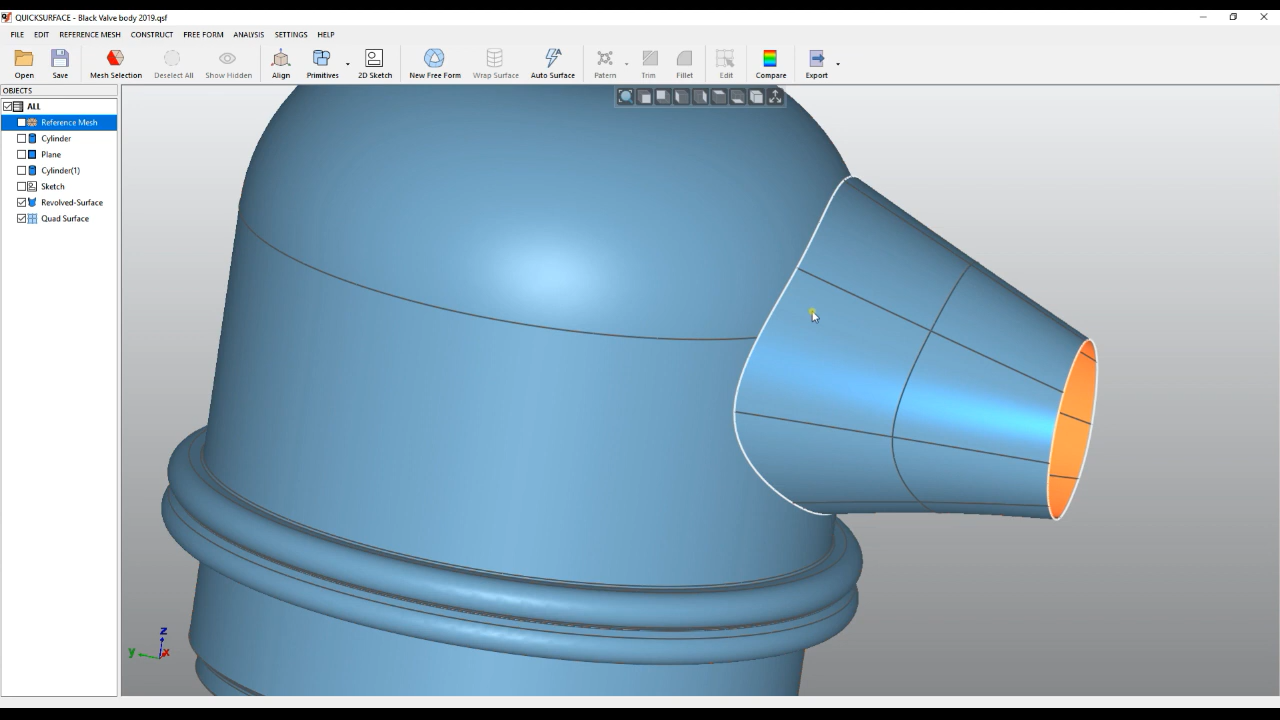 QUICKSURFACE - Black Valve body 2019.qsf
FILE EDIT REFERENCE MESH CONSTRUCT FREE FORM ANALYSIS SETTINGS HELP
Open Save Mesh Selection Deselect All Show Hidden Align Primitives 2D Sketch New Free Form Wrap Surface Auto Surface Patern Trim Fillet Edit Compare Export
OBJECTS
ALL
Reference Mesh
Cylinder
Plane
Cylinder(1)
Sketch
Revolved-Surface
Quad Surface
z
y x